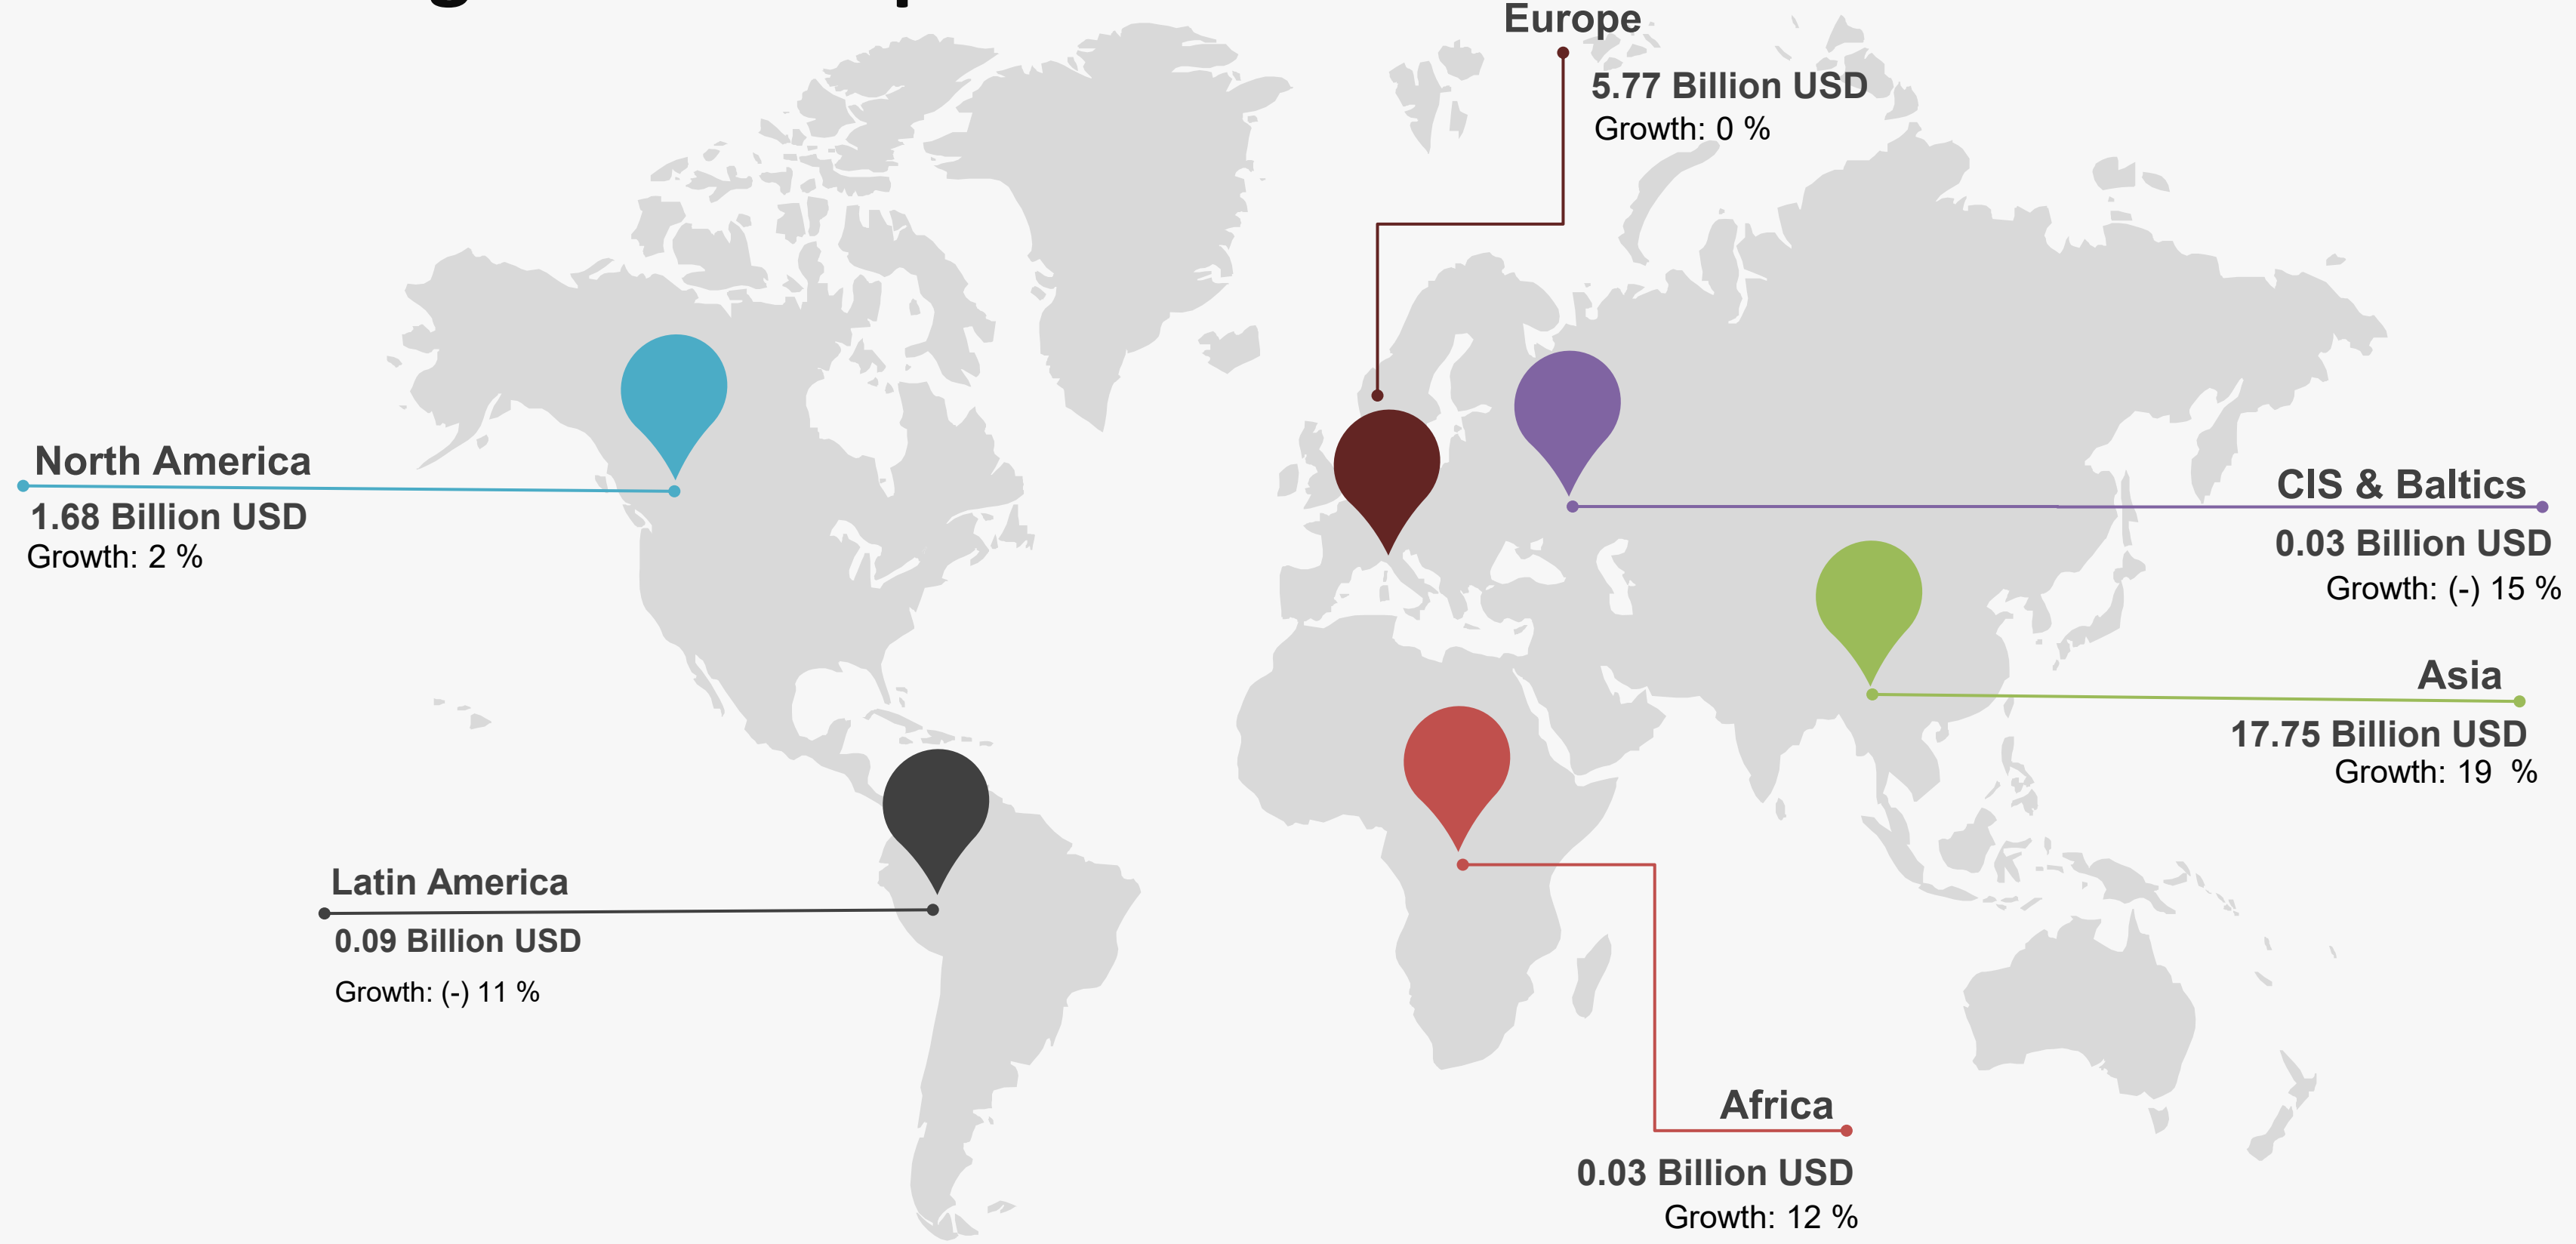 Europe
5.77 Billion USD
Growth: 0 %
North America
1.68 Billion USD
Growth: 2 %
CIS & Baltics
0.03 Billion USD
Growth: (-) 15 %
Asia
17.75 Billion USD
Growth: 19 %
Latin America
0.09 Billion USD
Growth: (-) 11 %
Africa
0.03 Billion USD
Growth: 12 %